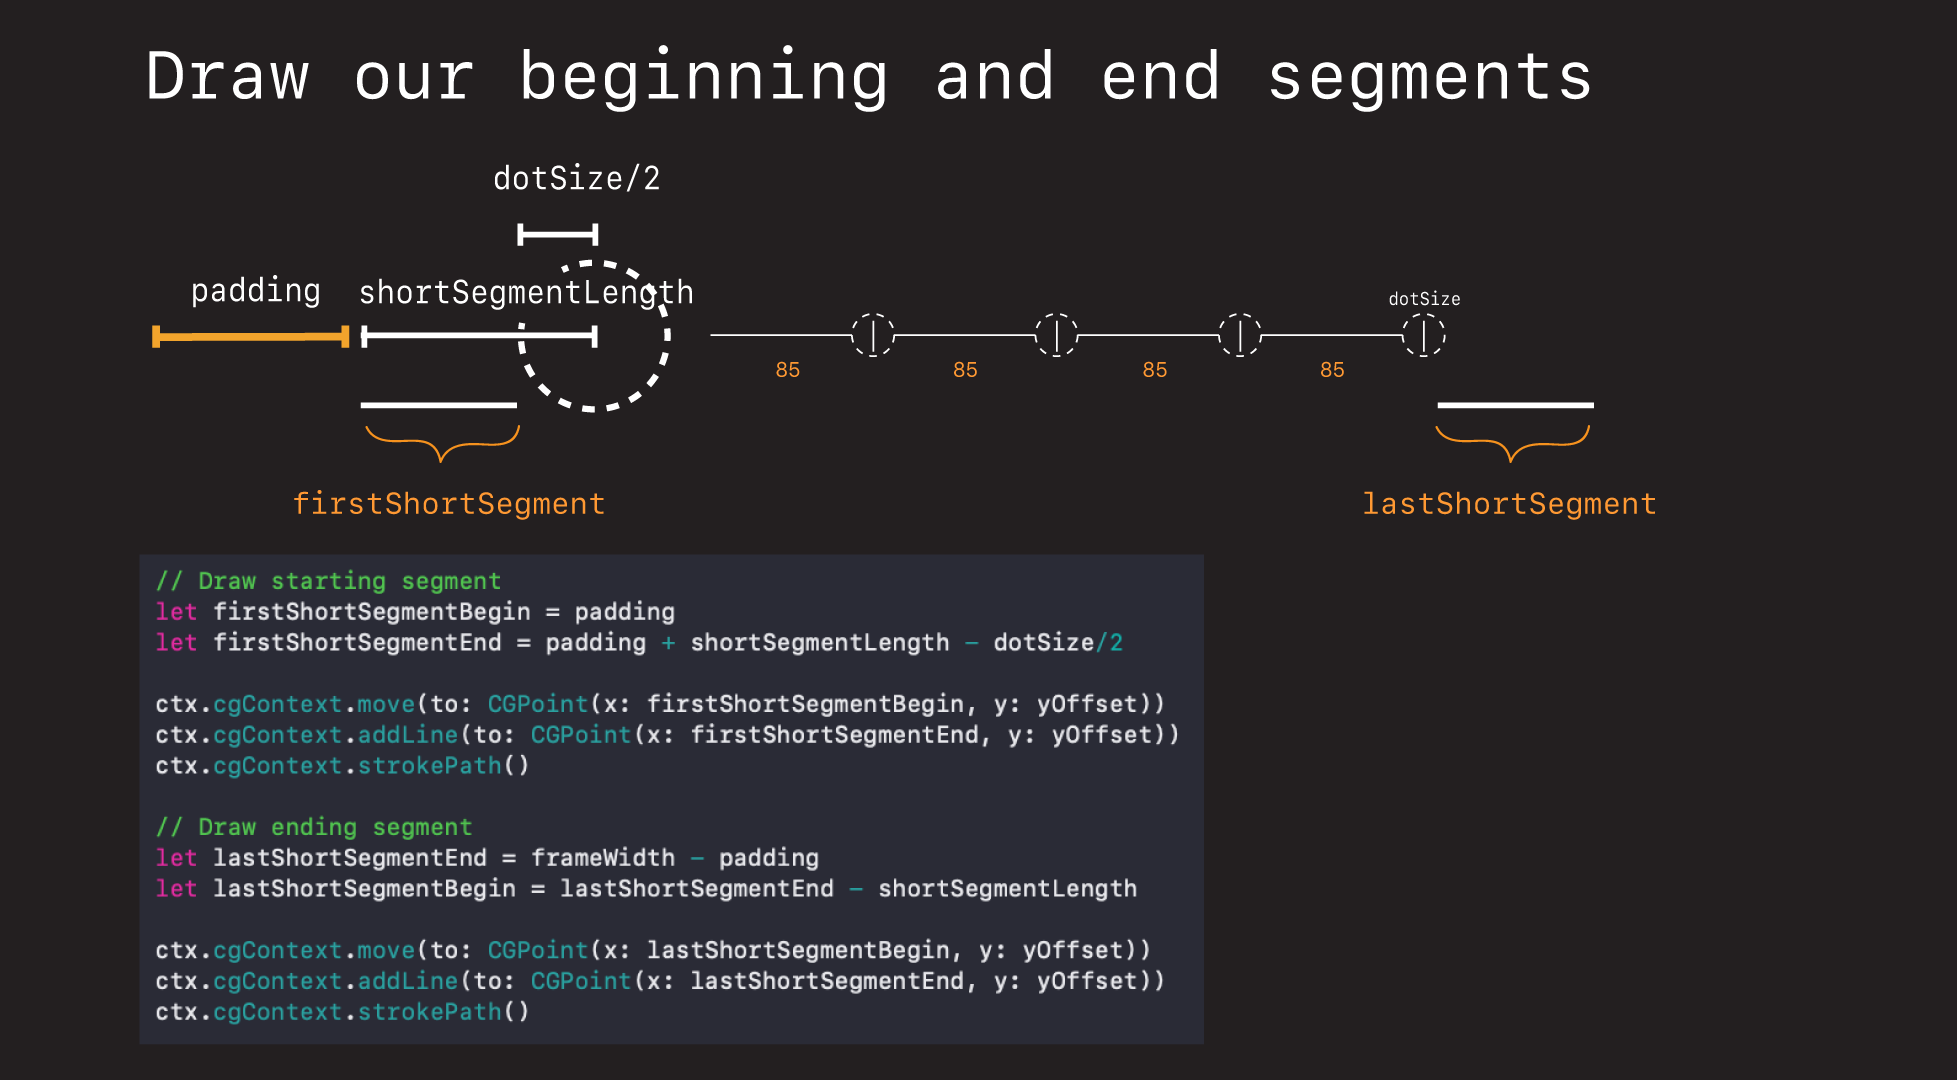 Draw our beginning and end segments
dotSize/2
padding
shortSegmentLength
dotSize
85
85
85
85
firstShortSegment
lastShortSegment
// Draw starting segment
let firstShortSegmentBegin = padding
let firstShortSegmentEnd = padding + shortSegmentLength - dotSize/2
ctx.cgContext.move(to: CGPoint(x: firstShortSegmentBegin, y: yOffset))
ctx.cgContext.addLine(to: CGPoint(x: firstShortSegmentEnd, y: yOffset))
ctx.cgContext.strokePath()
// Draw ending segment
let lastShortSegmentEnd = frameWidth - padding
let lastShortSegmentBegin = lastShortSegmentEnd - shortSegmentLength
ctx.cgContext.move(to: CGPoint(x: lastShortSegmentBegin, y: yOffset))
ctx.cgContext.addLine(to: CGPoint(x: lastShortSegmentEnd, y: yOffset))
ctx.cgContext.strokePath()